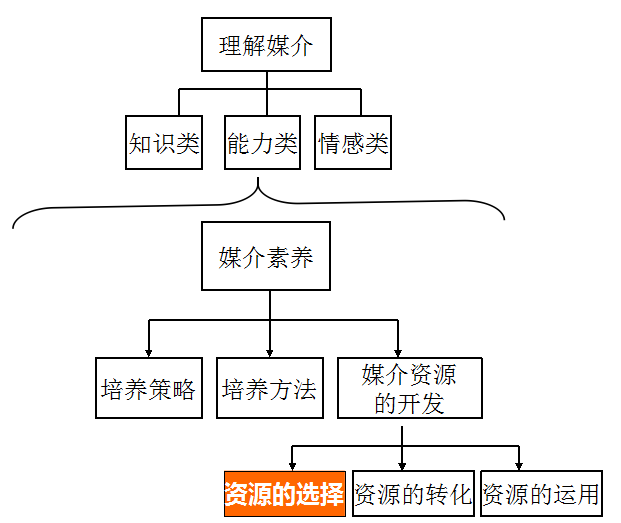 理解媒介
知识类
能力类
情感类
媒介素养
培养策略
培养方法
媒介资源
的开发
资源的选择
资源的转化
资源的运用